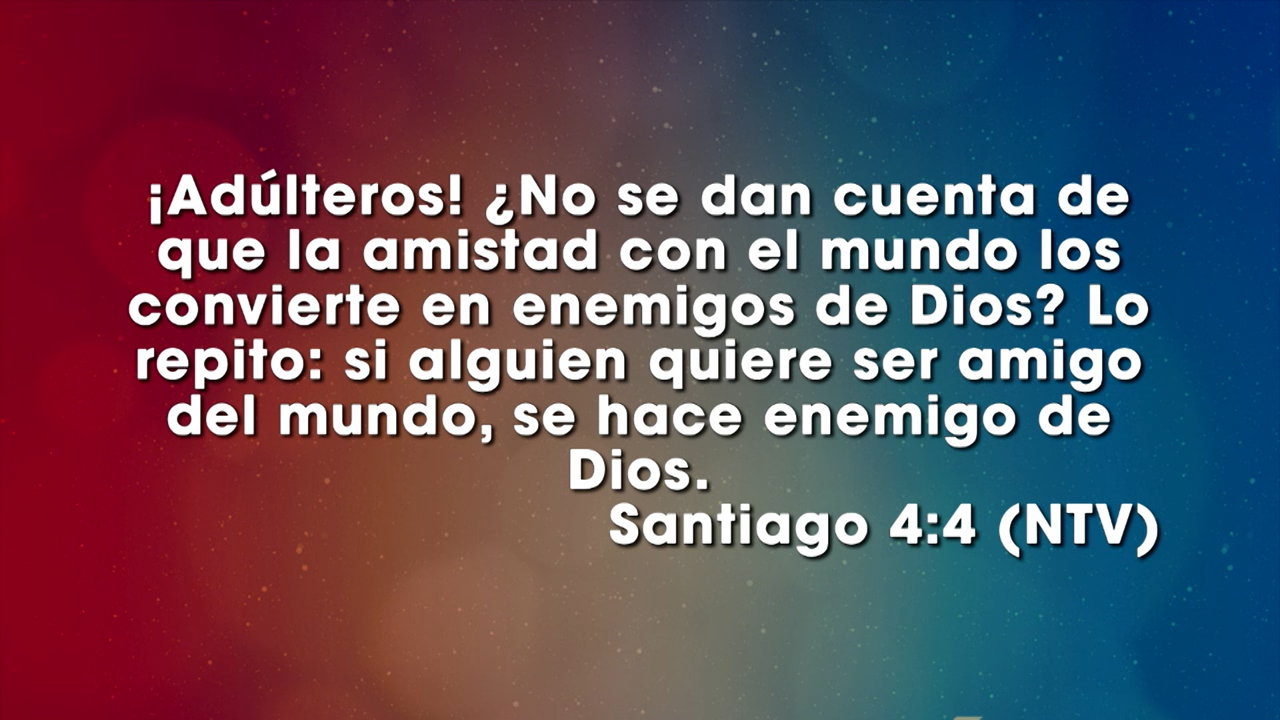 ¡Adúlteros! ¿No se dan cuenta de
que la amistad con el mundo los
convierte en enemigos de Dios? Lo
repito: si alguien quiere ser amigo
del mundo, se hace enemigo de
Dios.
Santiago 4:4 (NTV)